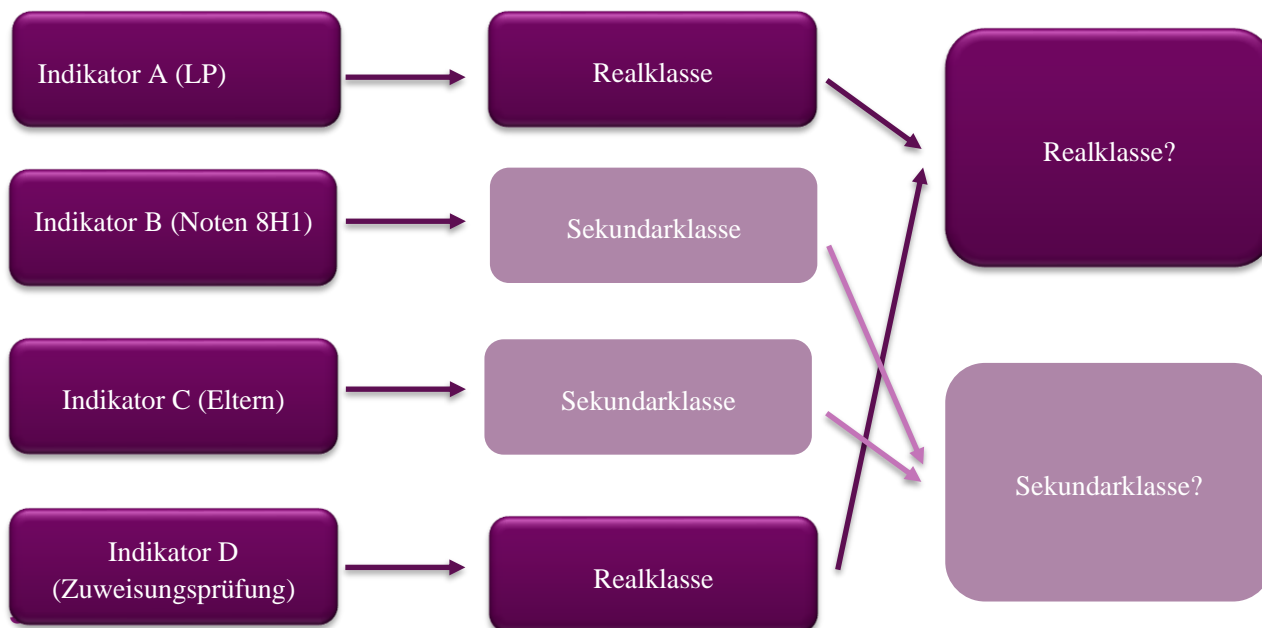 Indikator A (LP)
Realklasse
Realklasse?
Indikator B (Noten 8H1)
Sekundarklasse
Indikator C (Eltern)
Sekundarklasse
Sekundarklasse?
Indikator D
(Zuweisungsprüfung)
Realklasse